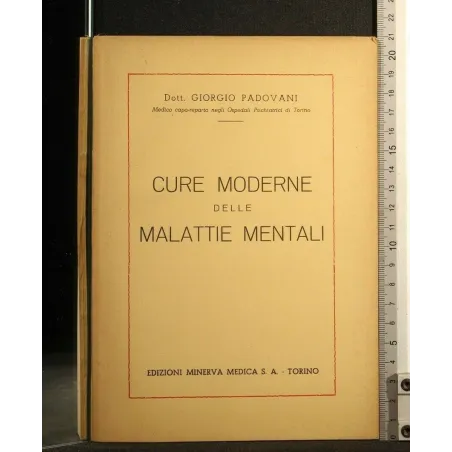 Dott. GIORGIO PADOVANI
Medico capo-reparto negli Ospedali Psichiatrici di Torino
CURE MODERNE
DELLE
MALATTIE MENTALI
EDIZIONI MINERVA MEDICA S. A. - TORINO